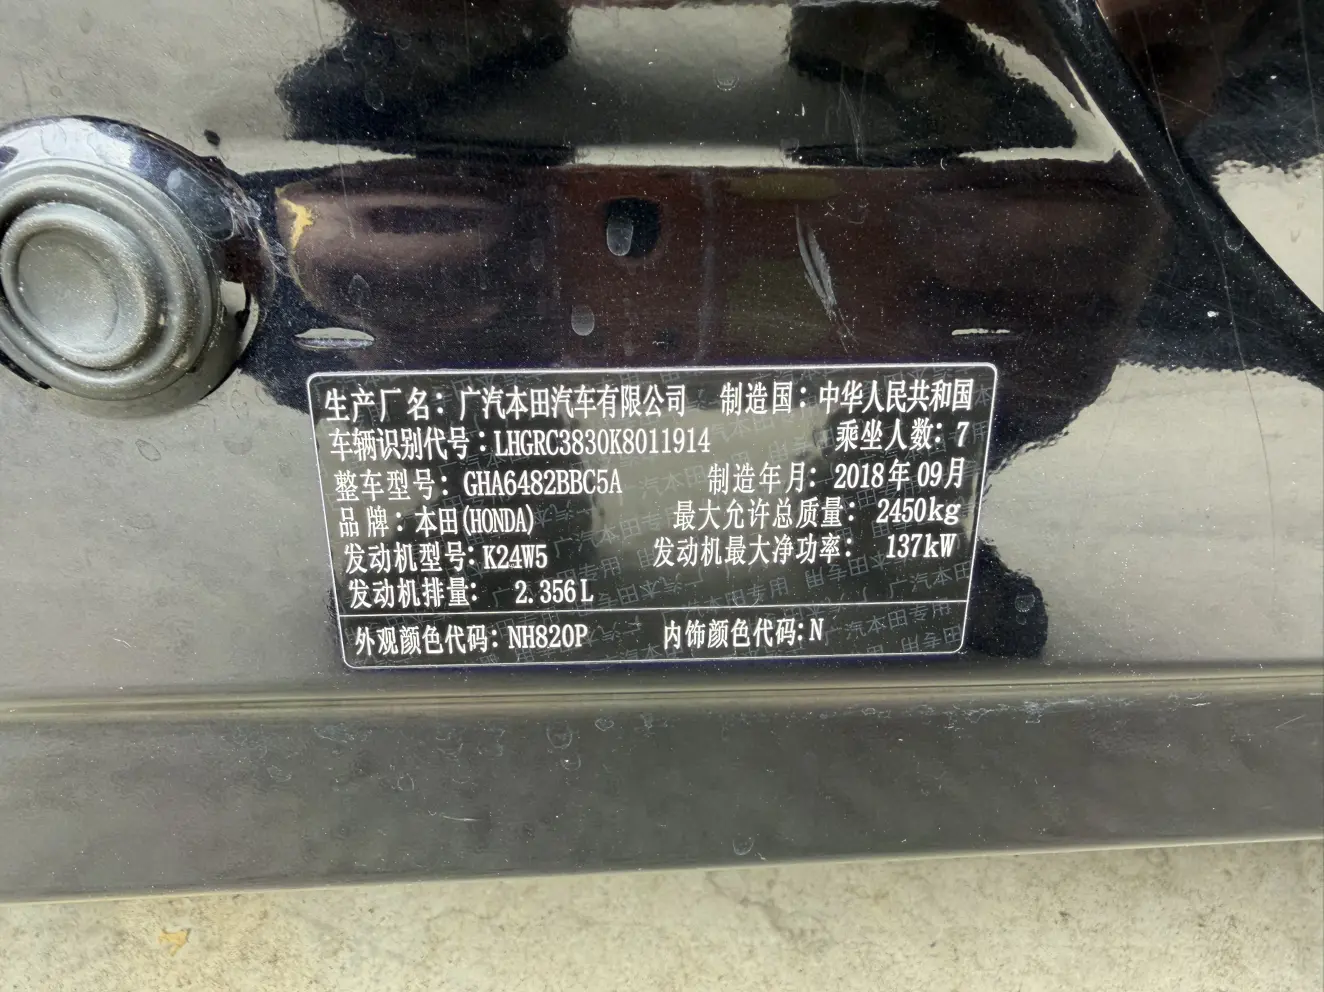 生产厂名：广汽本田汽车有限公司 制造国：中华人民共和国
车辆识别代号：LHGRC3830K8011914 乘坐人数：7
整车型号：GHA6482BBC5A 制造年月：2018年09月
品牌：本田(HONDA) 最大允许总质量：2450kg
发动机型号：K24W5 发动机最大净功率：137kW
发动机排量：2.356L
外观颜色代码：NH820P 内饰颜色代码：N